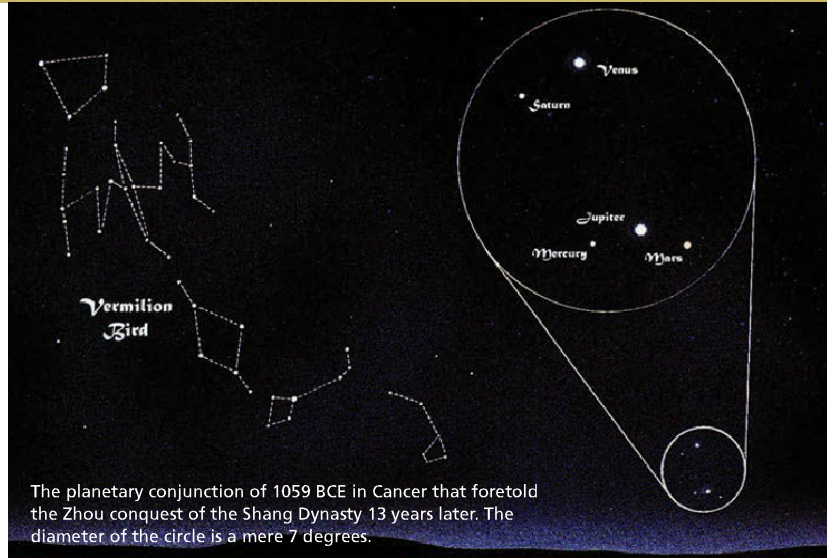 Venus
Saturn
Jupiter
Mercury
Mars
Vermilion
Bird
The planetary conjunction of 1059 BCE in Cancer that foretold
the Zhou conquest of the Shang Dynasty 13 years later. The
diameter of the circle is a mere 7 degrees.